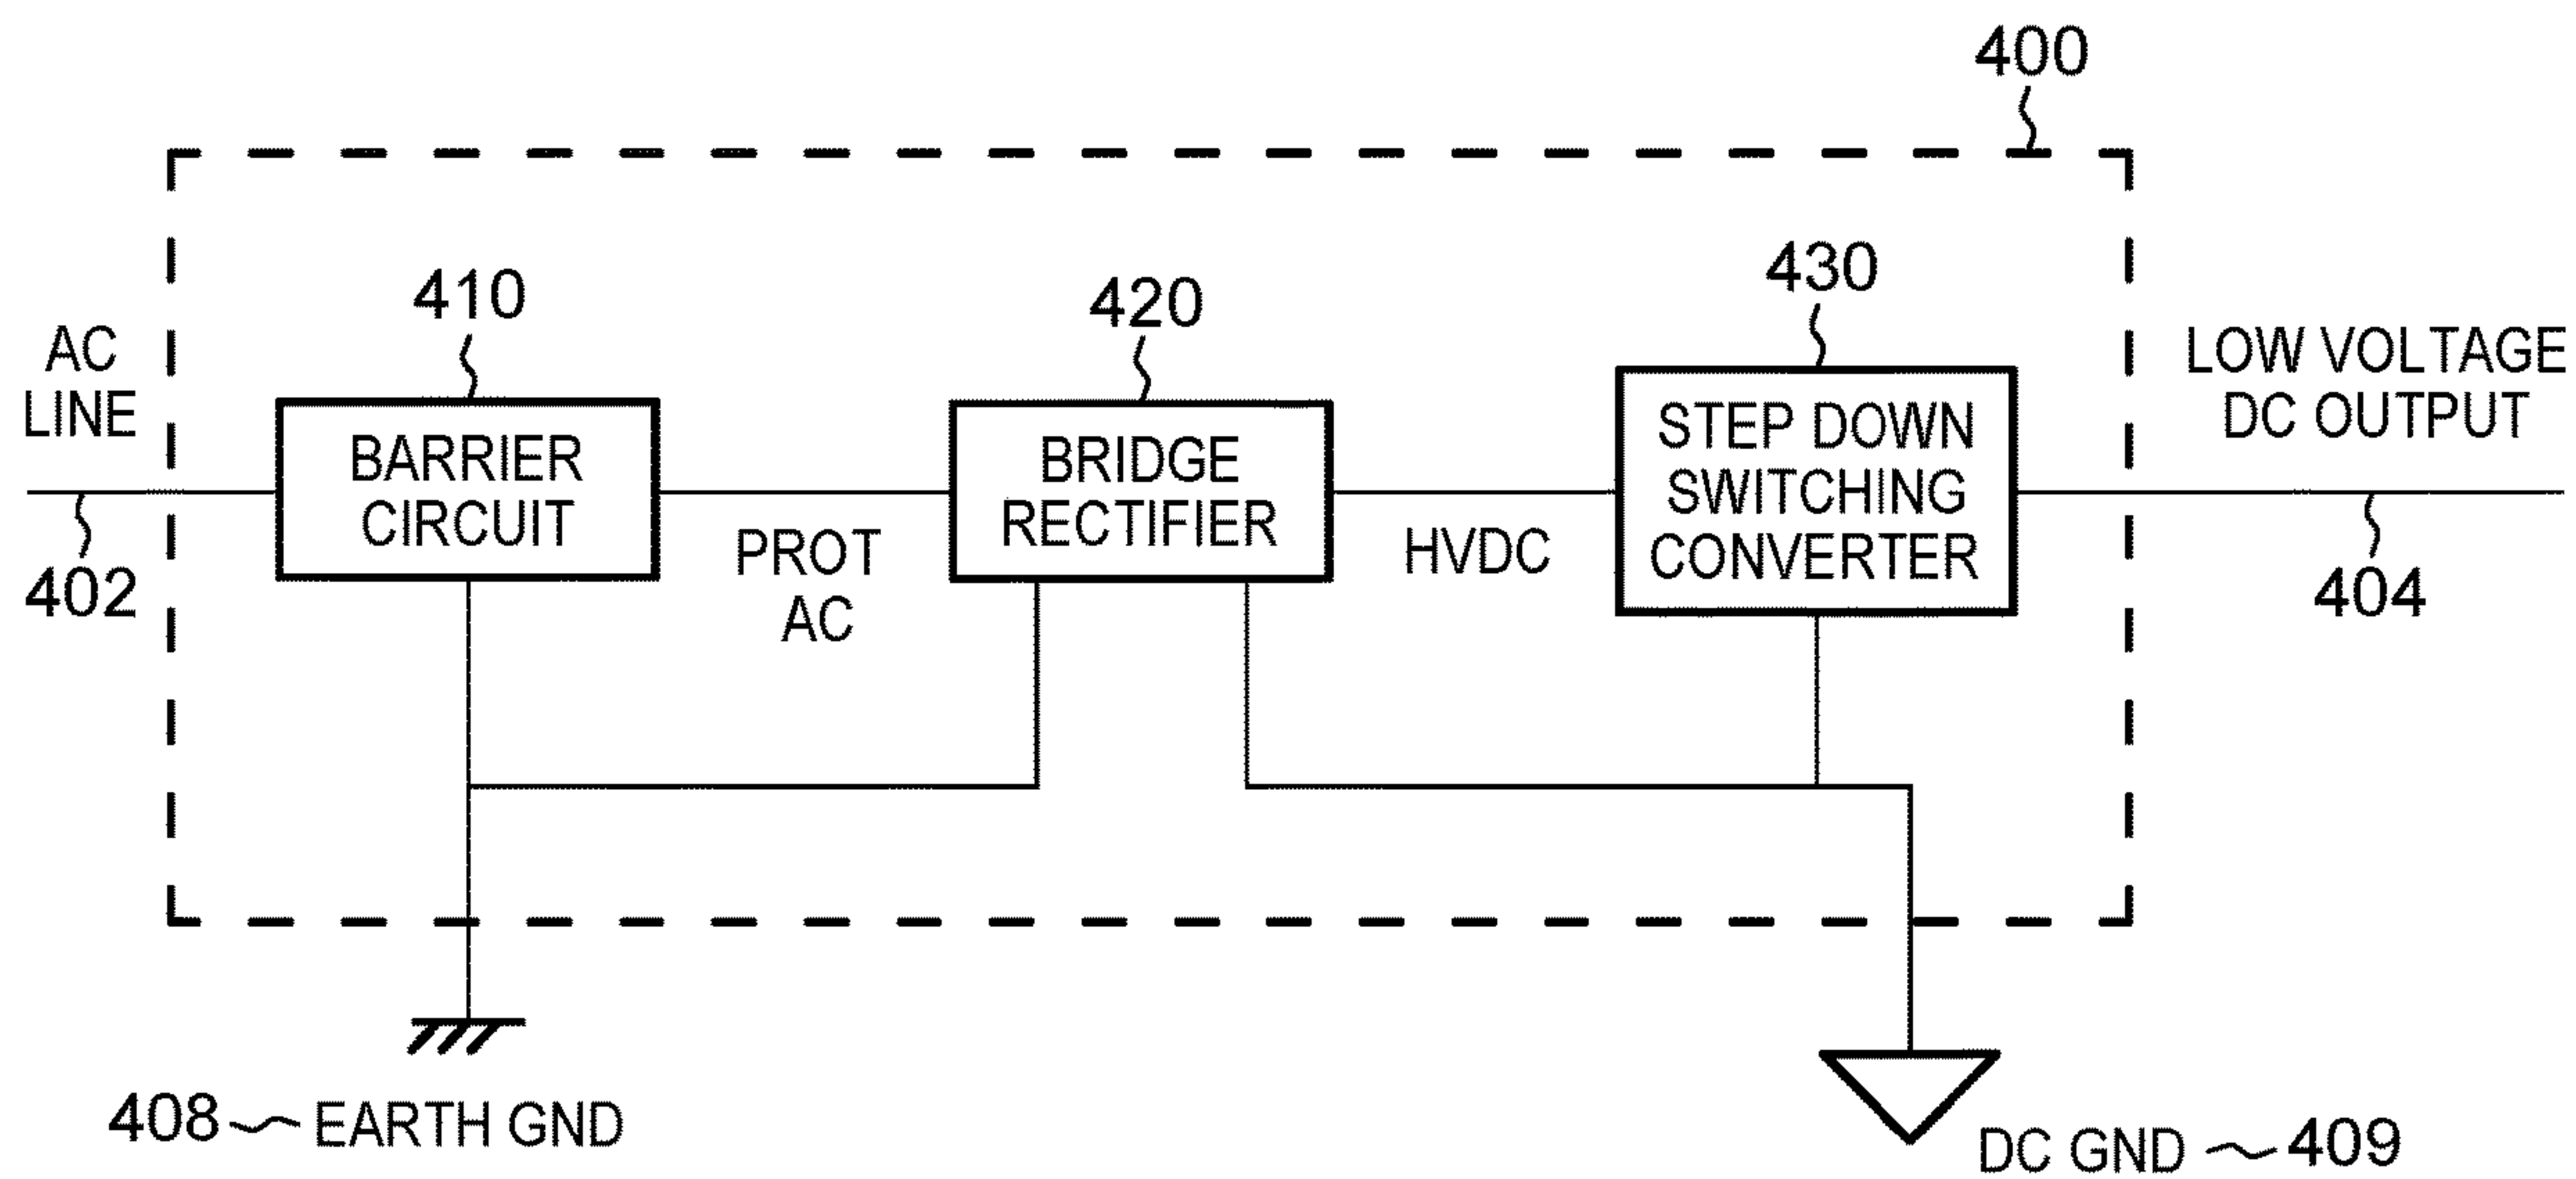 400
410
420
430
AC
LINE
BARRIER
CIRCUIT
PROT
AC
BRIDGE
RECTIFIER
HVDC
STEP DOWN
SWITCHING
CONVERTER
LOW VOLTAGE
DC OUTPUT
402
404
408 EARTH GND
DC GND 409